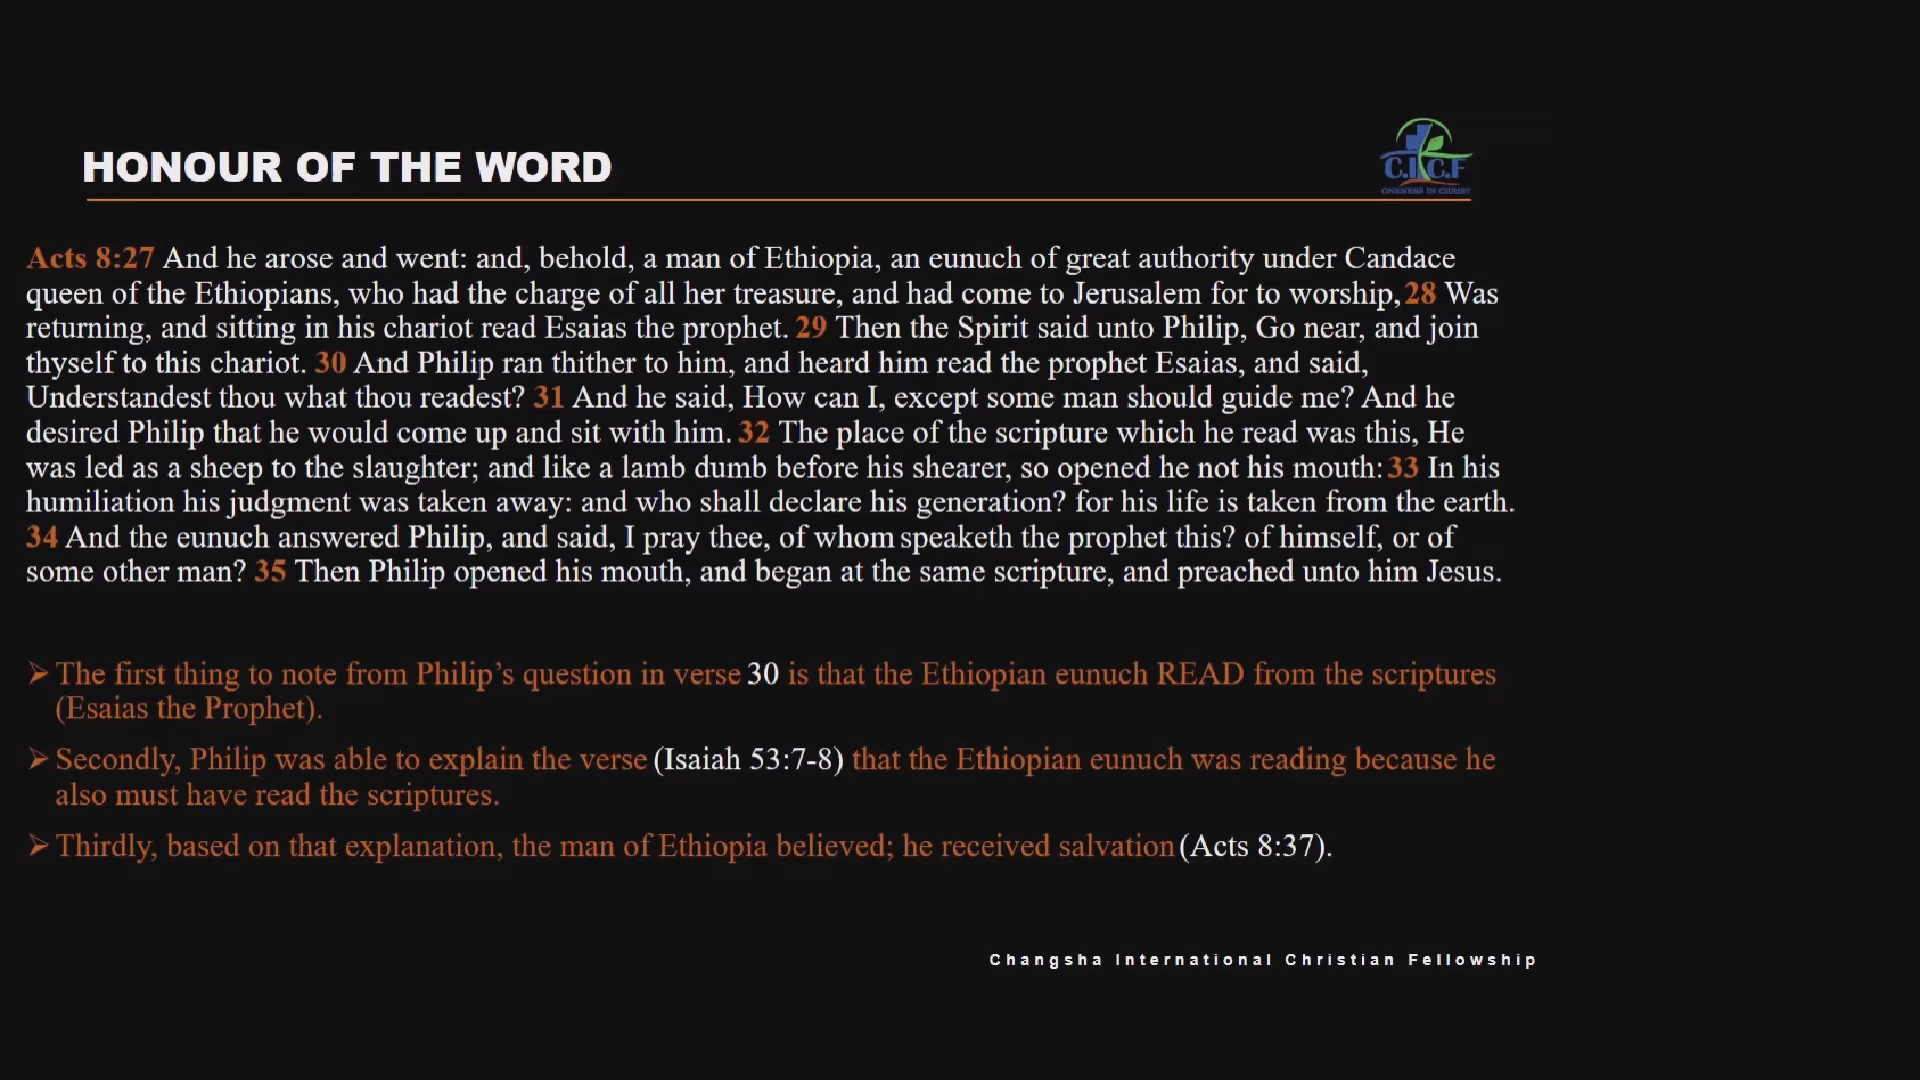 HONOUR OF THE WORD
C.I.C.F
ONENESS IN CHRIST
Acts 8:27 And he arose and went: and, behold, a man of Ethiopia, an eunuch of great authority under Candace
queen of the Ethiopians, who had the charge of all her treasure, and had come to Jerusalem for to worship, 28 Was
returning, and sitting in his chariot read Esaias the prophet. 29 Then the Spirit said unto Philip, Go near, and join
thyself to this chariot. 30 And Philip ran thither to him, and heard him read the prophet Esaias, and said,
Understandest thou what thou readest? 31 And he said, How can I, except some man should guide me? And he
desired Philip that he would come up and sit with him. 32 The place of the scripture which he read was this, He
was led as a sheep to the slaughter; and like a lamb dumb before his shearer, so opened he not his mouth: 33 In his
humiliation his judgment was taken away: and who shall declare his generation? for his life is taken from the earth.
34 And the eunuch answered Philip, and said, I pray thee, of whom speaketh the prophet this? of himself, or of
some other man? 35 Then Philip opened his mouth, and began at the same scripture, and preached unto him Jesus.
➢ The first thing to note from Philip’s question in verse 30 is that the Ethiopian eunuch READ from the scriptures
(Esaias the Prophet).
➢ Secondly, Philip was able to explain the verse (Isaiah 53:7-8) that the Ethiopian eunuch was reading because he
also must have read the scriptures.
➢ Thirdly, based on that explanation, the man of Ethiopia believed; he received salvation (Acts 8:37).
Changsha International Christian Fellowship